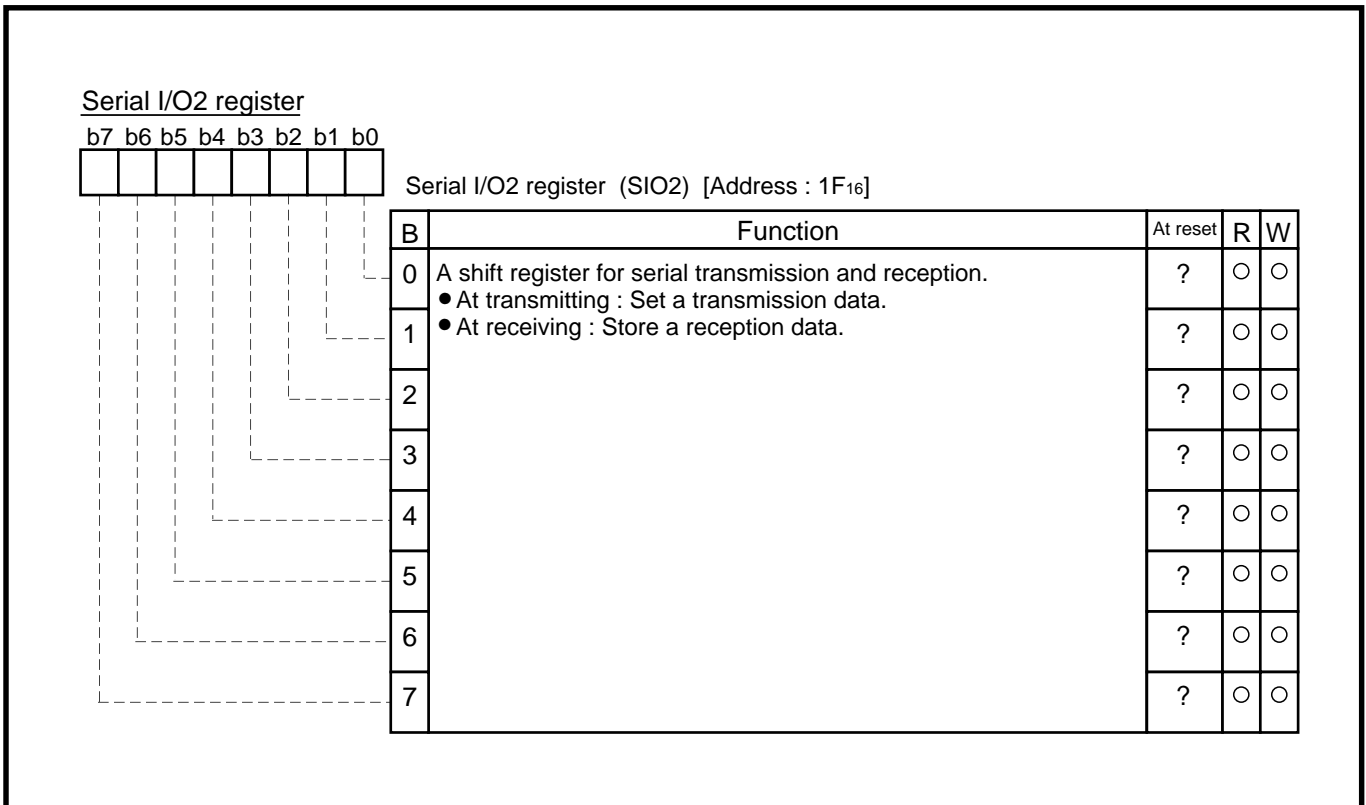 Serial I/O2 register
b7 b6 b5 b4 b3 b2 b1 b0
Serial I/O2 register (SIO2) [Address : 1F₁₆]
B Function At reset R W
0 A shift register for serial transmission and reception. ? ○ ○
● At transmitting : Set a transmission data.
● At receiving : Store a reception data.
1 ? ○ ○
2 ? ○ ○
3 ? ○ ○
4 ? ○ ○
5 ? ○ ○
6 ? ○ ○
7 ? ○ ○